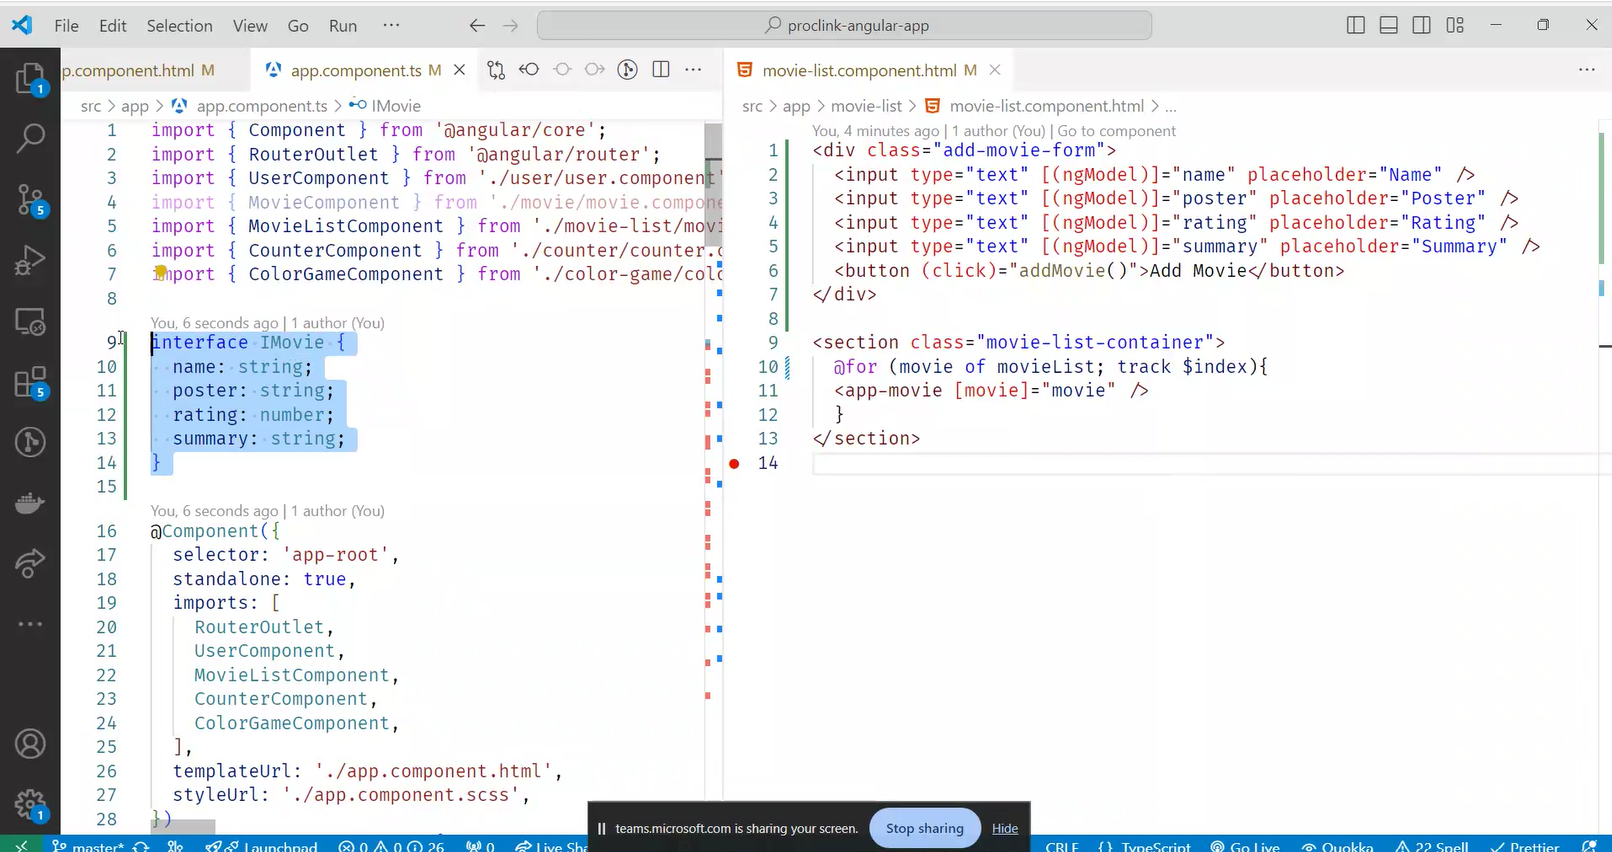 File Edit Selection View Go Run ··· proclink-angular-app
p.component.html M app.component.ts M movie-list.component.html M
src > app > app.component.ts > IMovie
1 import { Component } from '@angular/core';
2 import { RouterOutlet } from '@angular/router';
3 import { UserComponent } from './user/user.component'
4 import { MovieComponent } from './movie/movie.compone
5 import { MovieListComponent } from './movie-list/movi
6 import { CounterComponent } from './counter/counter.c
7 import { ColorGameComponent } from './color-game/colo
8
You, 6 seconds ago | 1 author (You)
9 interface IMovie {
10 name: string;
11 poster: string;
12 rating: number;
13 summary: string;
14 }
15
You, 6 seconds ago | 1 author (You)
16 @Component({
17 selector: 'app-root',
18 standalone: true,
19 imports: [
20 RouterOutlet,
21 UserComponent,
22 MovieListComponent,
23 CounterComponent,
24 ColorGameComponent,
25 ],
26 templateUrl: './app.component.html',
27 styleUrl: './app.component.scss',
28 })
src > app > movie-list > movie-list.component.html > ...
You, 4 minutes ago | 1 author (You) | Go to component
1 <div class="add-movie-form">
2 <input type="text" [(ngModel)]="name" placeholder="Name" />
3 <input type="text" [(ngModel)]="poster" placeholder="Poster" />
4 <input type="text" [(ngModel)]="rating" placeholder="Rating" />
5 <input type="text" [(ngModel)]="summary" placeholder="Summary" />
6 <button (click)="addMovie()">Add Movie</button>
7 </div>
8
9 <section class="movie-list-container">
10 @for (movie of movieList; track $index){
11 <app-movie [movie]="movie" />
12 }
13 </section>
14
1
5
5
1
teams.microsoft.com is sharing your screen. Stop sharing Hide
master* Launchpad 0 0 26 0 Live Sha CRLF {} TypeScript Go Live Quokka 22 Spell Prettier